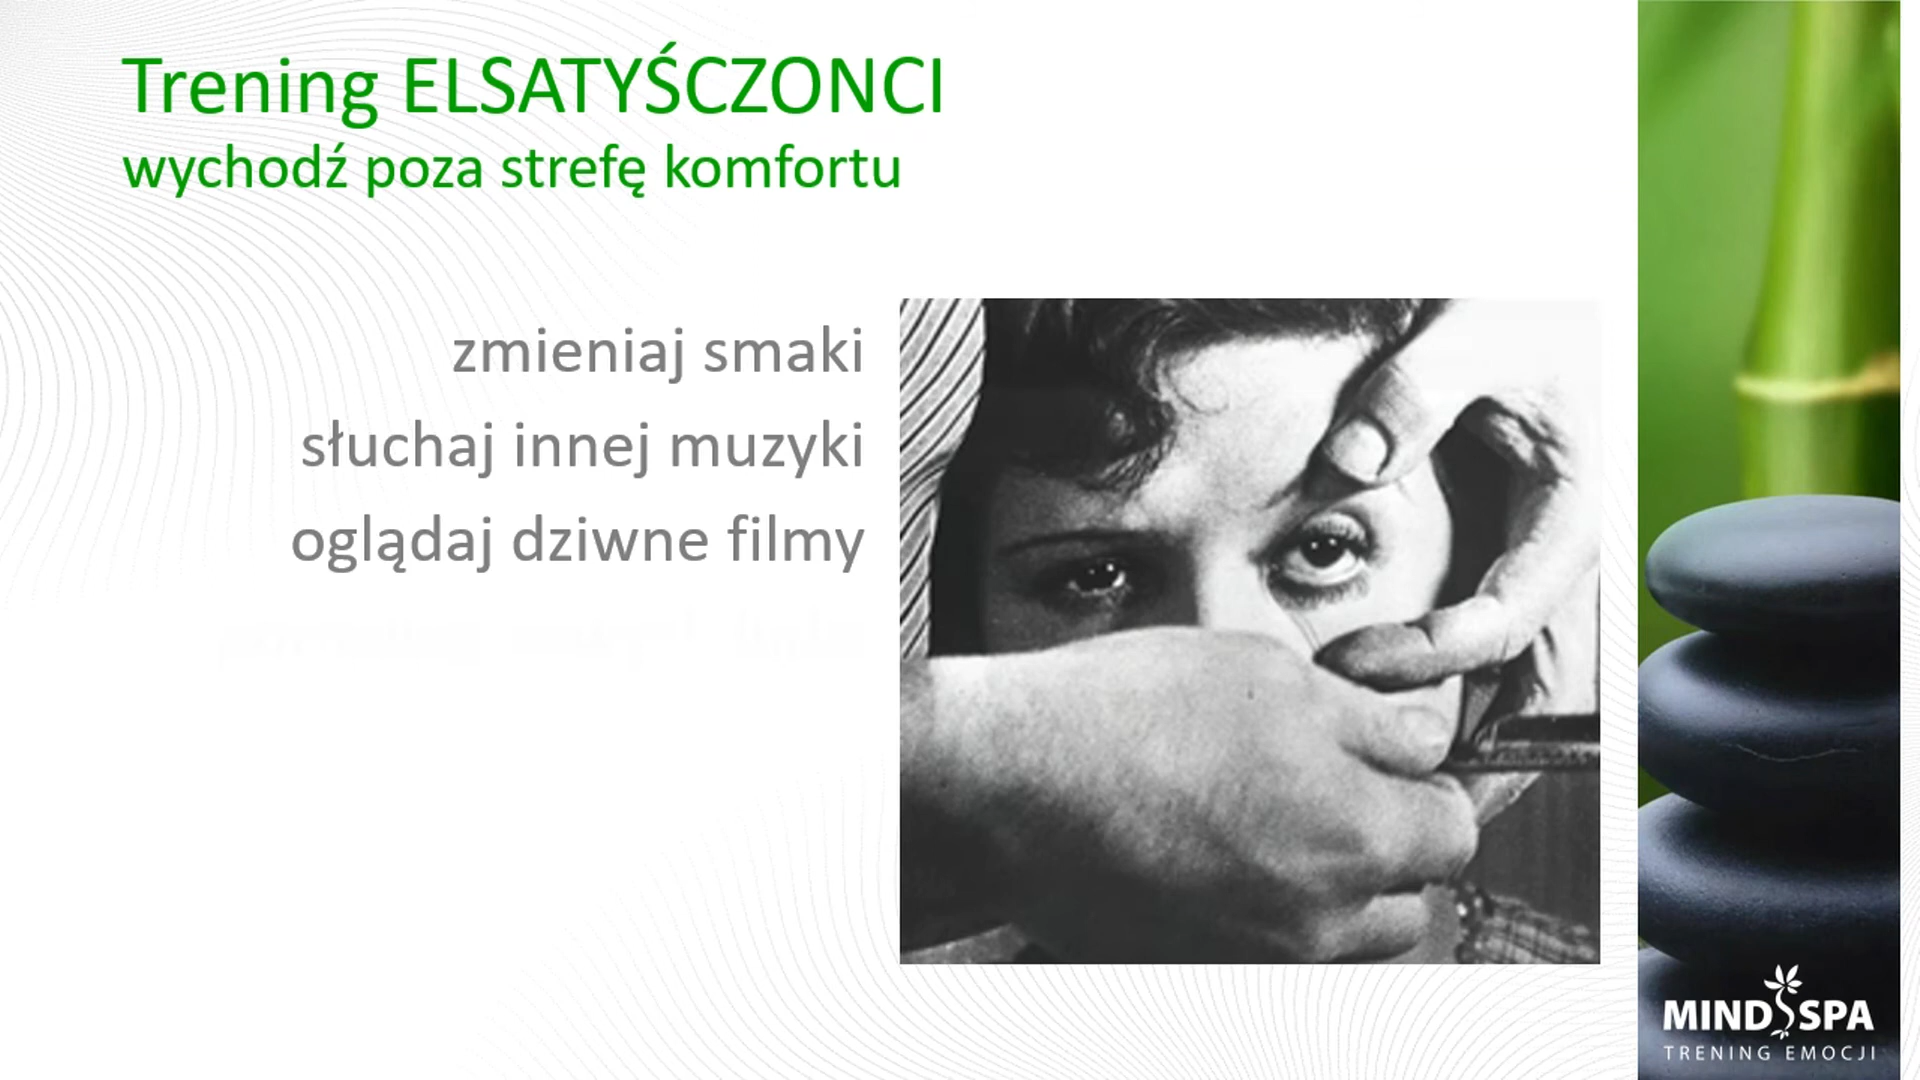 Trening ELSATYŚCZONCI
wychodź poza strefę komfortu
zmieniaj smaki
słuchaj innej muzyki
oglądaj dziwne filmy
MIND SPA
TRENING EMOCJI